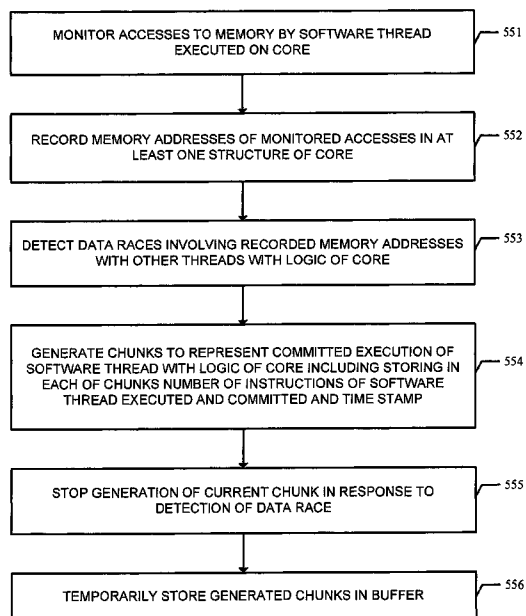 MONITOR ACCESSES TO MEMORY BY SOFTWARE THREAD
EXECUTED ON CORE
551
RECORD MEMORY ADDRESSES OF MONITORED ACCESSES IN AT
LEAST ONE STRUCTURE OF CORE
552
DETECT DATA RACES INVOLVING RECORDED MEMORY ADDRESSES
WITH OTHER THREADS WITH LOGIC OF CORE
553
GENERATE CHUNKS TO REPRESENT COMMITTED EXECUTION OF
SOFTWARE THREAD WITH LOGIC OF CORE INCLUDING STORING IN
EACH OF CHUNKS NUMBER OF INSTRUCTIONS OF SOFTWARE
THREAD EXECUTED AND COMMITTED AND TIME STAMP
554
STOP GENERATION OF CURRENT CHUNK IN RESPONSE TO
DETECTION OF DATA RACE
555
TEMPORARILY STORE GENERATED CHUNKS IN BUFFER
556